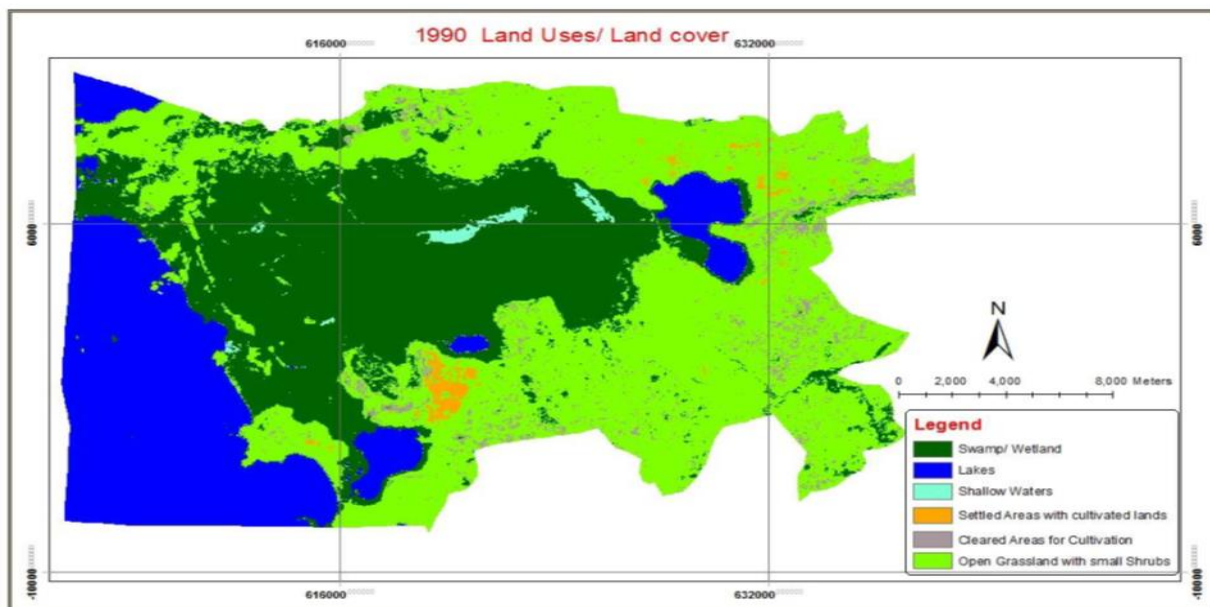 1990 Land Uses/ Land cover
616000
632000
6000
6000
N
0 2,000 4,000 8,000 Meters
Legend
Swamp/ Wetland
Lakes
Shallow Waters
Settled Areas with cultivated lands
Cleared Areas for Cultivation
Open Grassland with small Shrubs
-10000
-10000
616000
632000